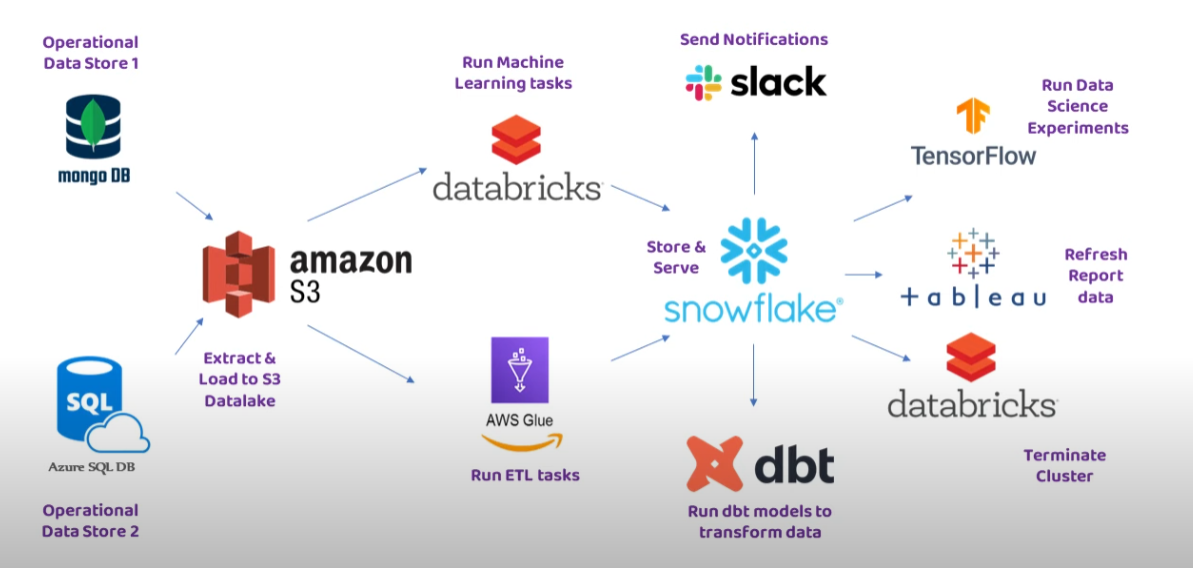 Operational
Data Store 1
mongo DB
Run Machine
Learning tasks
databricks
Send Notifications
slack
TensorFlow
Run Data
Science
Experiments
amazon
S3
Extract &
Load to S3
Datalake
Store &
Serve
snowflake®
+ a b l e a u
Refresh
Report
data
SQL
Azure SQL DB
Operational
Data Store 2
AWS Glue
Run ETL tasks
dbt
Run dbt models to
transform data
databricks
Terminate
Cluster